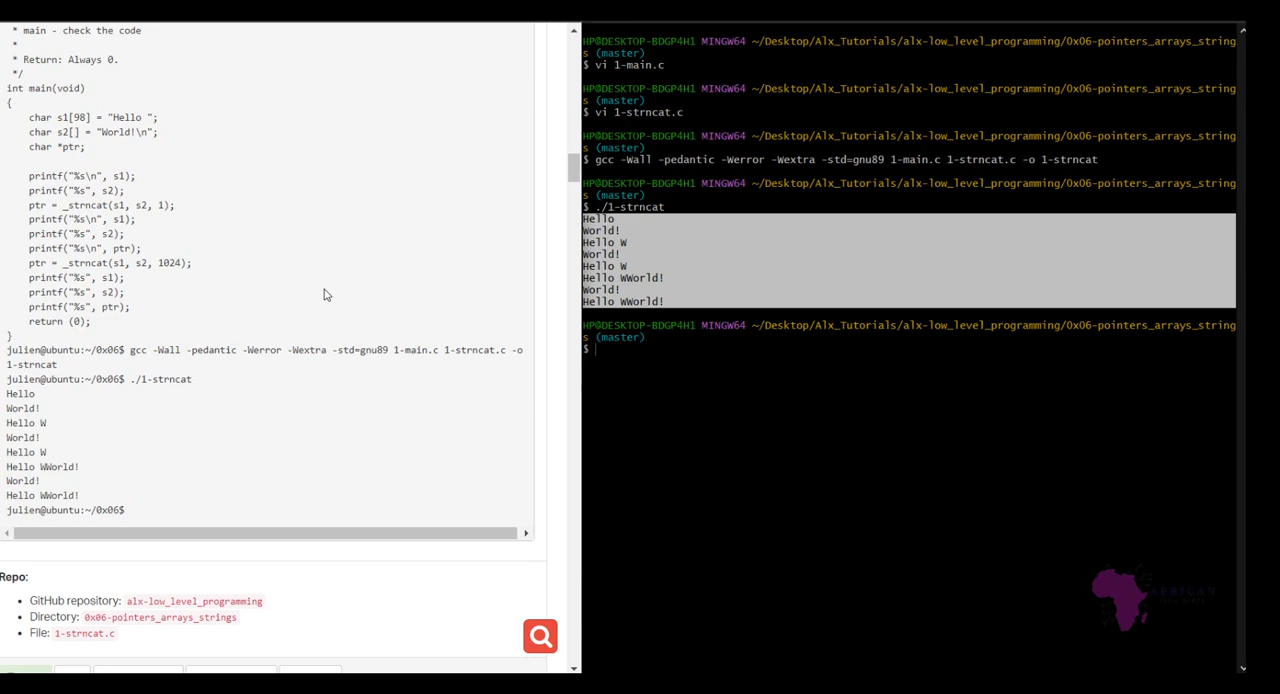 * main - check the code
*
* Return: Always 0.
*/
int main(void)
{
char s1[98] = "Hello ";
char s2[] = "World!\n";
char *ptr;
printf("%s\n", s1);
printf("%s", s2);
ptr = _strncat(s1, s2, 1);
printf("%s\n", s1);
printf("%s", s2);
printf("%s\n", ptr);
ptr = _strncat(s1, s2, 1024);
printf("%s", s1);
printf("%s", s2);
printf("%s", ptr);
return (0);
}
julien@ubuntu:~/0x06$ gcc -Wall -pedantic -Werror -Wextra -std=gnu89 1-main.c 1-strncat.c -o
1-strncat
julien@ubuntu:~/0x06$ ./1-strncat
Hello
World!
Hello W
World!
Hello W
Hello WWorld!
World!
Hello WWorld!
julien@ubuntu:~/0x06$
Repo:
• GitHub repository: alx-low_level_programming
• Directory: 0x06-pointers_arrays_strings
• File: 1-strncat.c
HP@DESKTOP-BDGP4H1 MINGW64 ~/Desktop/Alx_Tutorials/alx-low_level_programming/0x06-pointers_arrays_string
s (master)
$ vi 1-main.c
HP@DESKTOP-BDGP4H1 MINGW64 ~/Desktop/Alx_Tutorials/alx-low_level_programming/0x06-pointers_arrays_string
s (master)
$ vi 1-strncat.c
HP@DESKTOP-BDGP4H1 MINGW64 ~/Desktop/Alx_Tutorials/alx-low_level_programming/0x06-pointers_arrays_string
s (master)
$ gcc -Wall -pedantic -Werror -Wextra -std=gnu89 1-main.c 1-strncat.c -o 1-strncat
HP@DESKTOP-BDGP4H1 MINGW64 ~/Desktop/Alx_Tutorials/alx-low_level_programming/0x06-pointers_arrays_string
s (master)
$ ./1-strncat
Hello
World!
Hello W
World!
Hello W
Hello WWorld!
World!
Hello WWorld!
HP@DESKTOP-BDGP4H1 MINGW64 ~/Desktop/Alx_Tutorials/alx-low_level_programming/0x06-pointers_arrays_string
s (master)
$